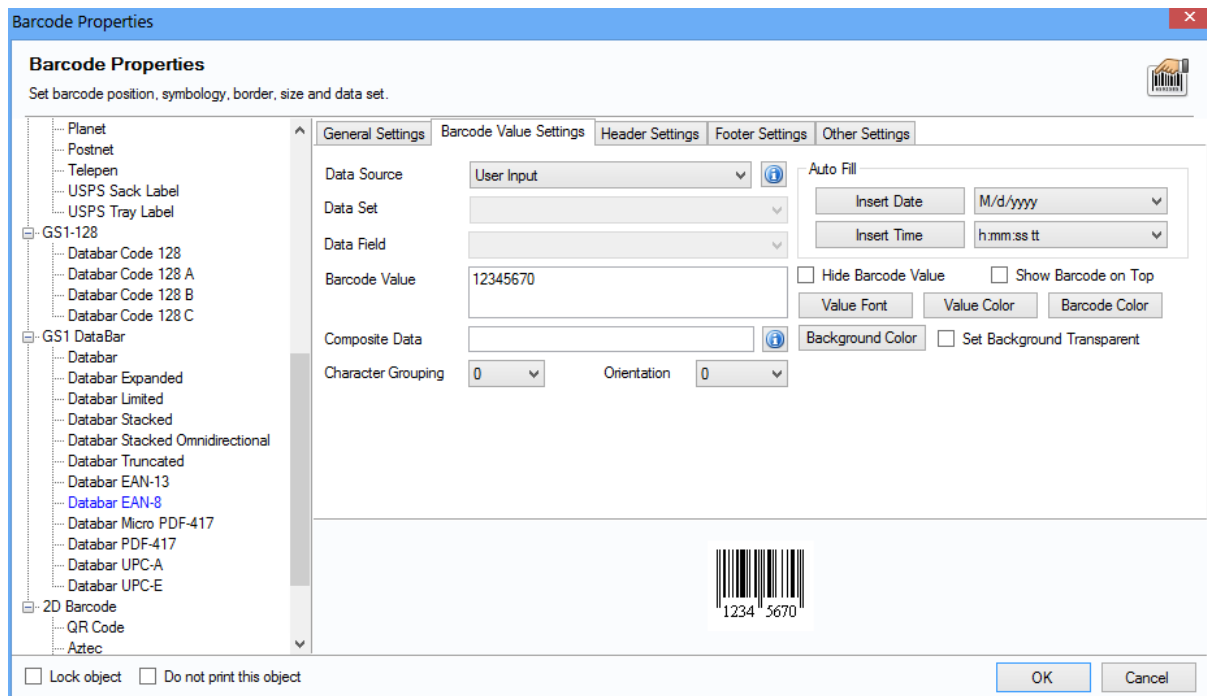 Barcode Properties
Barcode Properties
Set barcode position, symbology, border, size and data set.
Planet
Postnet
Telepen
USPS Sack Label
USPS Tray Label
GS1-128
Databar Code 128
Databar Code 128 A
Databar Code 128 B
Databar Code 128 C
GS1 DataBar
Databar
Databar Expanded
Databar Limited
Databar Stacked
Databar Stacked Omnidirectional
Databar Truncated
Databar EAN-13
Databar EAN-8
Databar Micro PDF-417
Databar PDF-417
Databar UPC-A
Databar UPC-E
2D Barcode
QR Code
Aztec
General Settings Barcode Value Settings Header Settings Footer Settings Other Settings
Data Source User Input
Data Set
Data Field
Barcode Value 12345670
Composite Data
Character Grouping 0 Orientation 0
Auto Fill
Insert Date M/d/yyyy
Insert Time h:mm:ss tt
Hide Barcode Value Show Barcode on Top
Value Font Value Color Barcode Color
Background Color Set Background Transparent
1234 5670
Lock object Do not print this object
OK Cancel